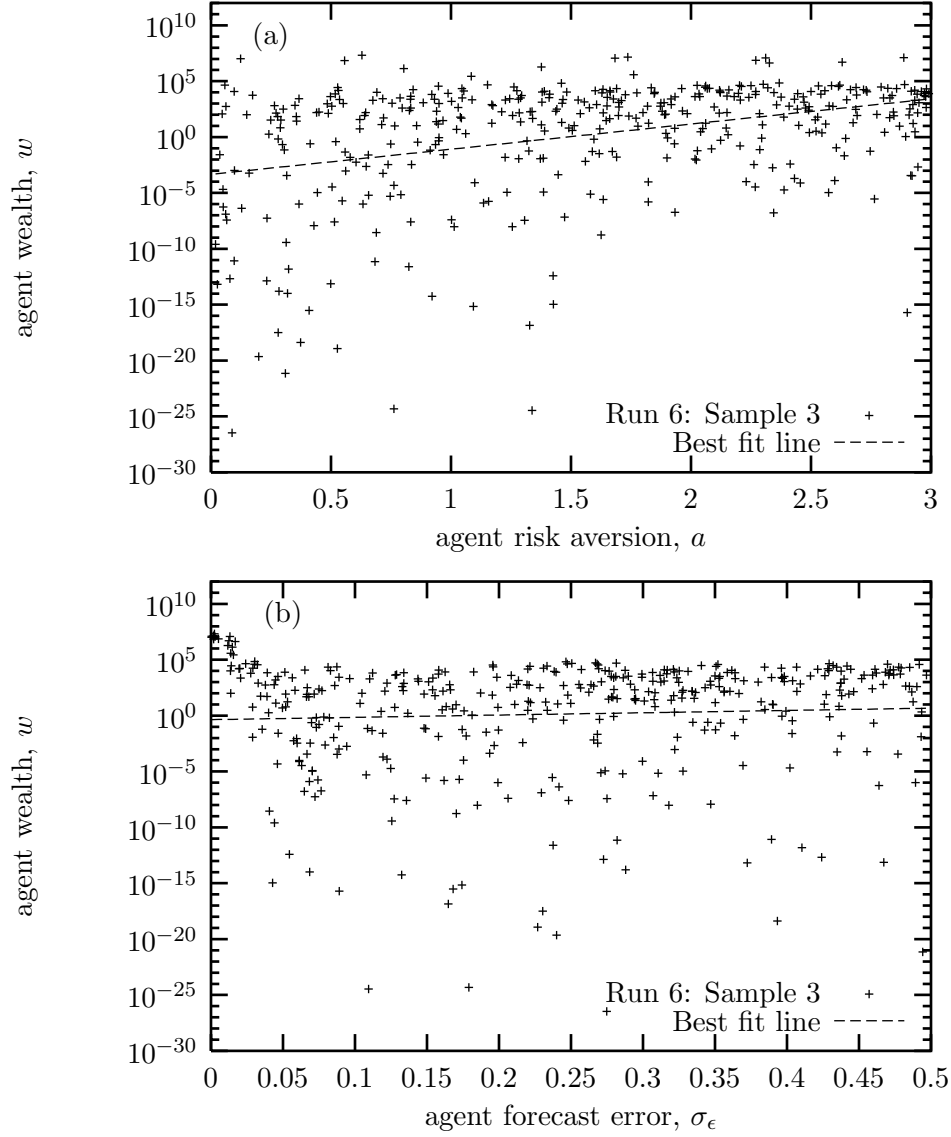 (a)
10^10
10^5
10^0
10^-5
10^-10
10^-15
10^-20
10^-25
10^-30
agent wealth, w
Run 6: Sample 3
Best fit line
0 0.5 1 1.5 2 2.5 3
agent risk aversion, a
(b)
10^10
10^5
10^0
10^-5
10^-10
10^-15
10^-20
10^-25
10^-30
agent wealth, w
Run 6: Sample 3
Best fit line
0 0.05 0.1 0.15 0.2 0.25 0.3 0.35 0.4 0.45 0.5
agent forecast error, σ_ϵ